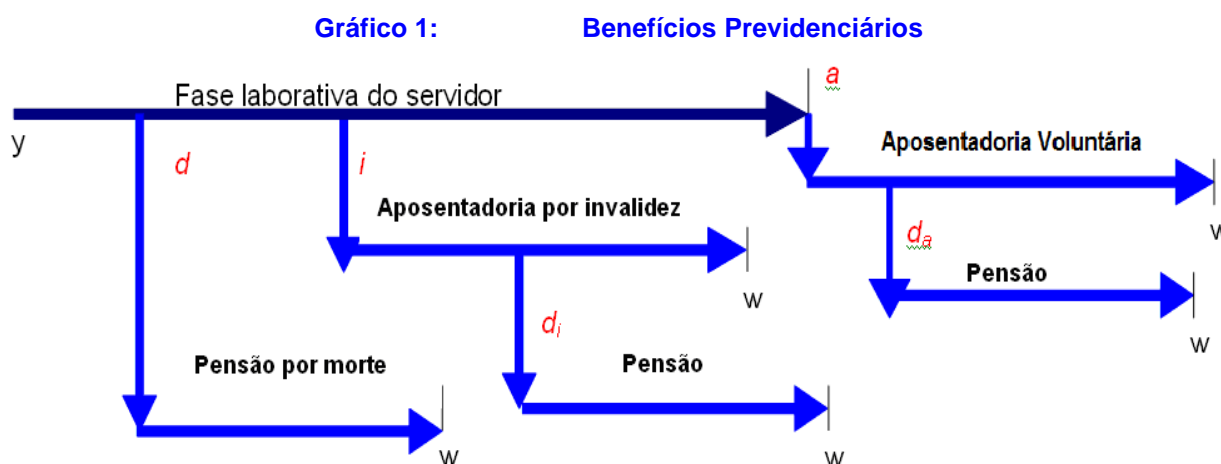 Gráfico 1: Benefícios Previdenciários
a
Fase laborativa do servidor
y
d
i
Aposentadoria Voluntária
Aposentadoria por invalidez
w
da
Pensão
w
w
di
Pensão por morte
Pensão
w
w